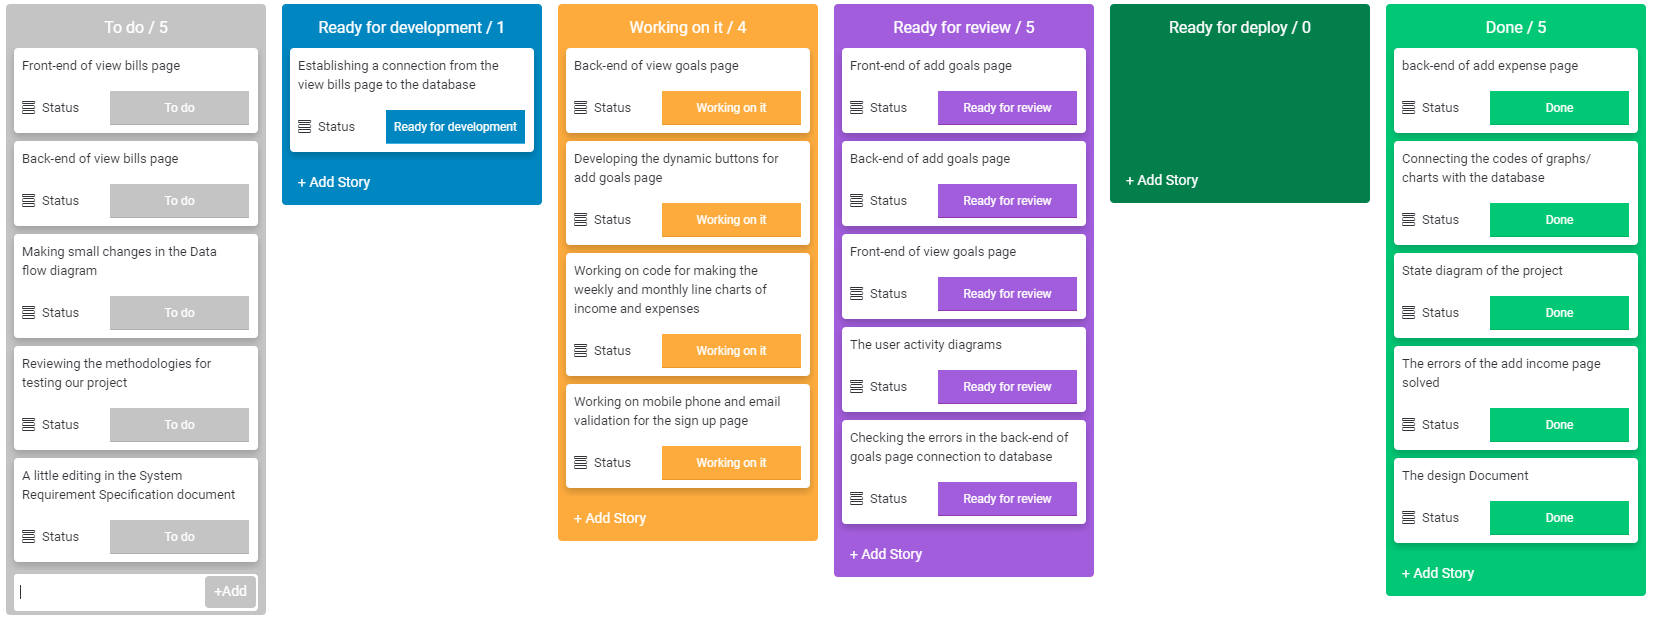 To do / 5
Front-end of view bills page
Status
To do
Back-end of view bills page
Status
To do
Making small changes in the Data
flow diagram
Status
To do
Reviewing the methodologies for
testing our project
Status
To do
A little editing in the System
Requirement Specification document
Status
To do
+Add
Ready for development / 1
Establishing a connection from the
view bills page to the database
Status
Ready for development
+ Add Story
Working on it / 4
Back-end of view goals page
Status
Working on it
Developing the dynamic buttons for
add goals page
Status
Working on it
Working on code for making the
weekly and monthly line charts of
income and expenses
Status
Working on it
Working on mobile phone and email
validation for the sign up page
Status
Working on it
+ Add Story
Ready for review / 5
Front-end of add goals page
Status
Ready for review
Back-end of add goals page
Status
Ready for review
Front-end of view goals page
Status
Ready for review
The user activity diagrams
Status
Ready for review
Checking the errors in the back-end of
goals page connection to database
Status
Ready for review
+ Add Story
Ready for deploy / 0
+ Add Story
Done / 5
back-end of add expense page
Status
Done
Connecting the codes of graphs/
charts with the database
Status
Done
State diagram of the project
Status
Done
The errors of the add income page
solved
Status
Done
The design Document
Status
Done
+ Add Story